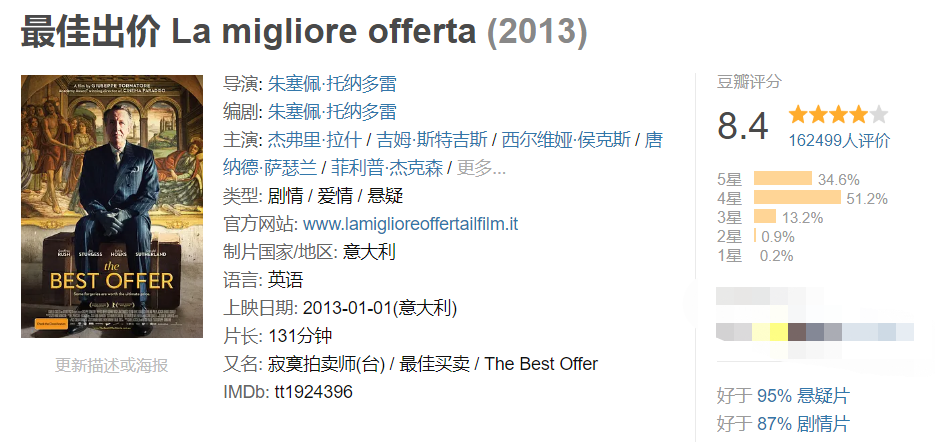 最佳出价 La migliore offerta (2013)
A film by GIUSEPPE TORNATORE
the
BEST OFFER
更新描述或海报
导演: 朱塞佩·托纳多雷
编剧: 朱塞佩·托纳多雷
主演: 杰弗里·拉什 / 吉姆·斯特吉斯 / 西尔维娅·侯克斯 / 唐
纳德·萨瑟兰 / 菲利普·杰克森 / 更多...
类型: 剧情 / 爱情 / 悬疑
官方网站: www.lamiglioreoffertailfilm.it
制片国家/地区: 意大利
语言: 英语
上映日期: 2013-01-01(意大利)
片长: 131分钟
又名: 寂寞拍卖师(台) / 最佳买卖 / The Best Offer
IMDb: tt1924396
豆瓣评分
8.4
162499人评价
5星 34.6%
4星 51.2%
3星 13.2%
2星 0.9%
1星 0.2%
好于 95% 悬疑片
好于 87% 剧情片